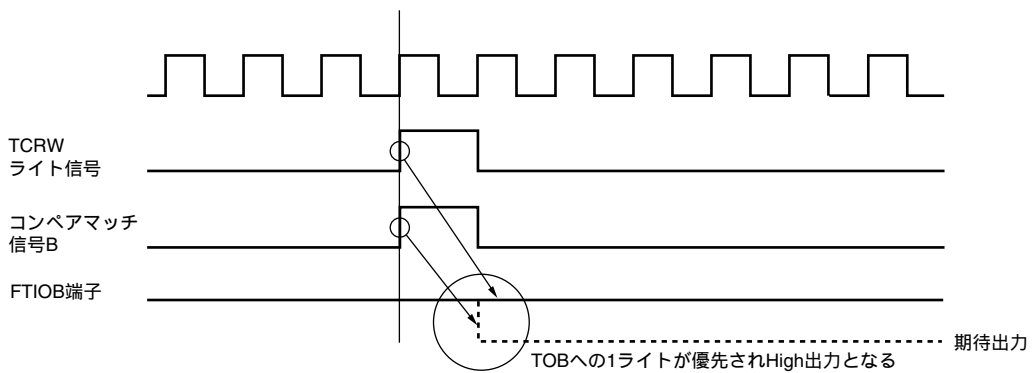 TCRW
ライト信号
コンペアマッチ
信号B
FTIOB端子
期待出力
TOBへの1ライトが優先されHigh出力となる